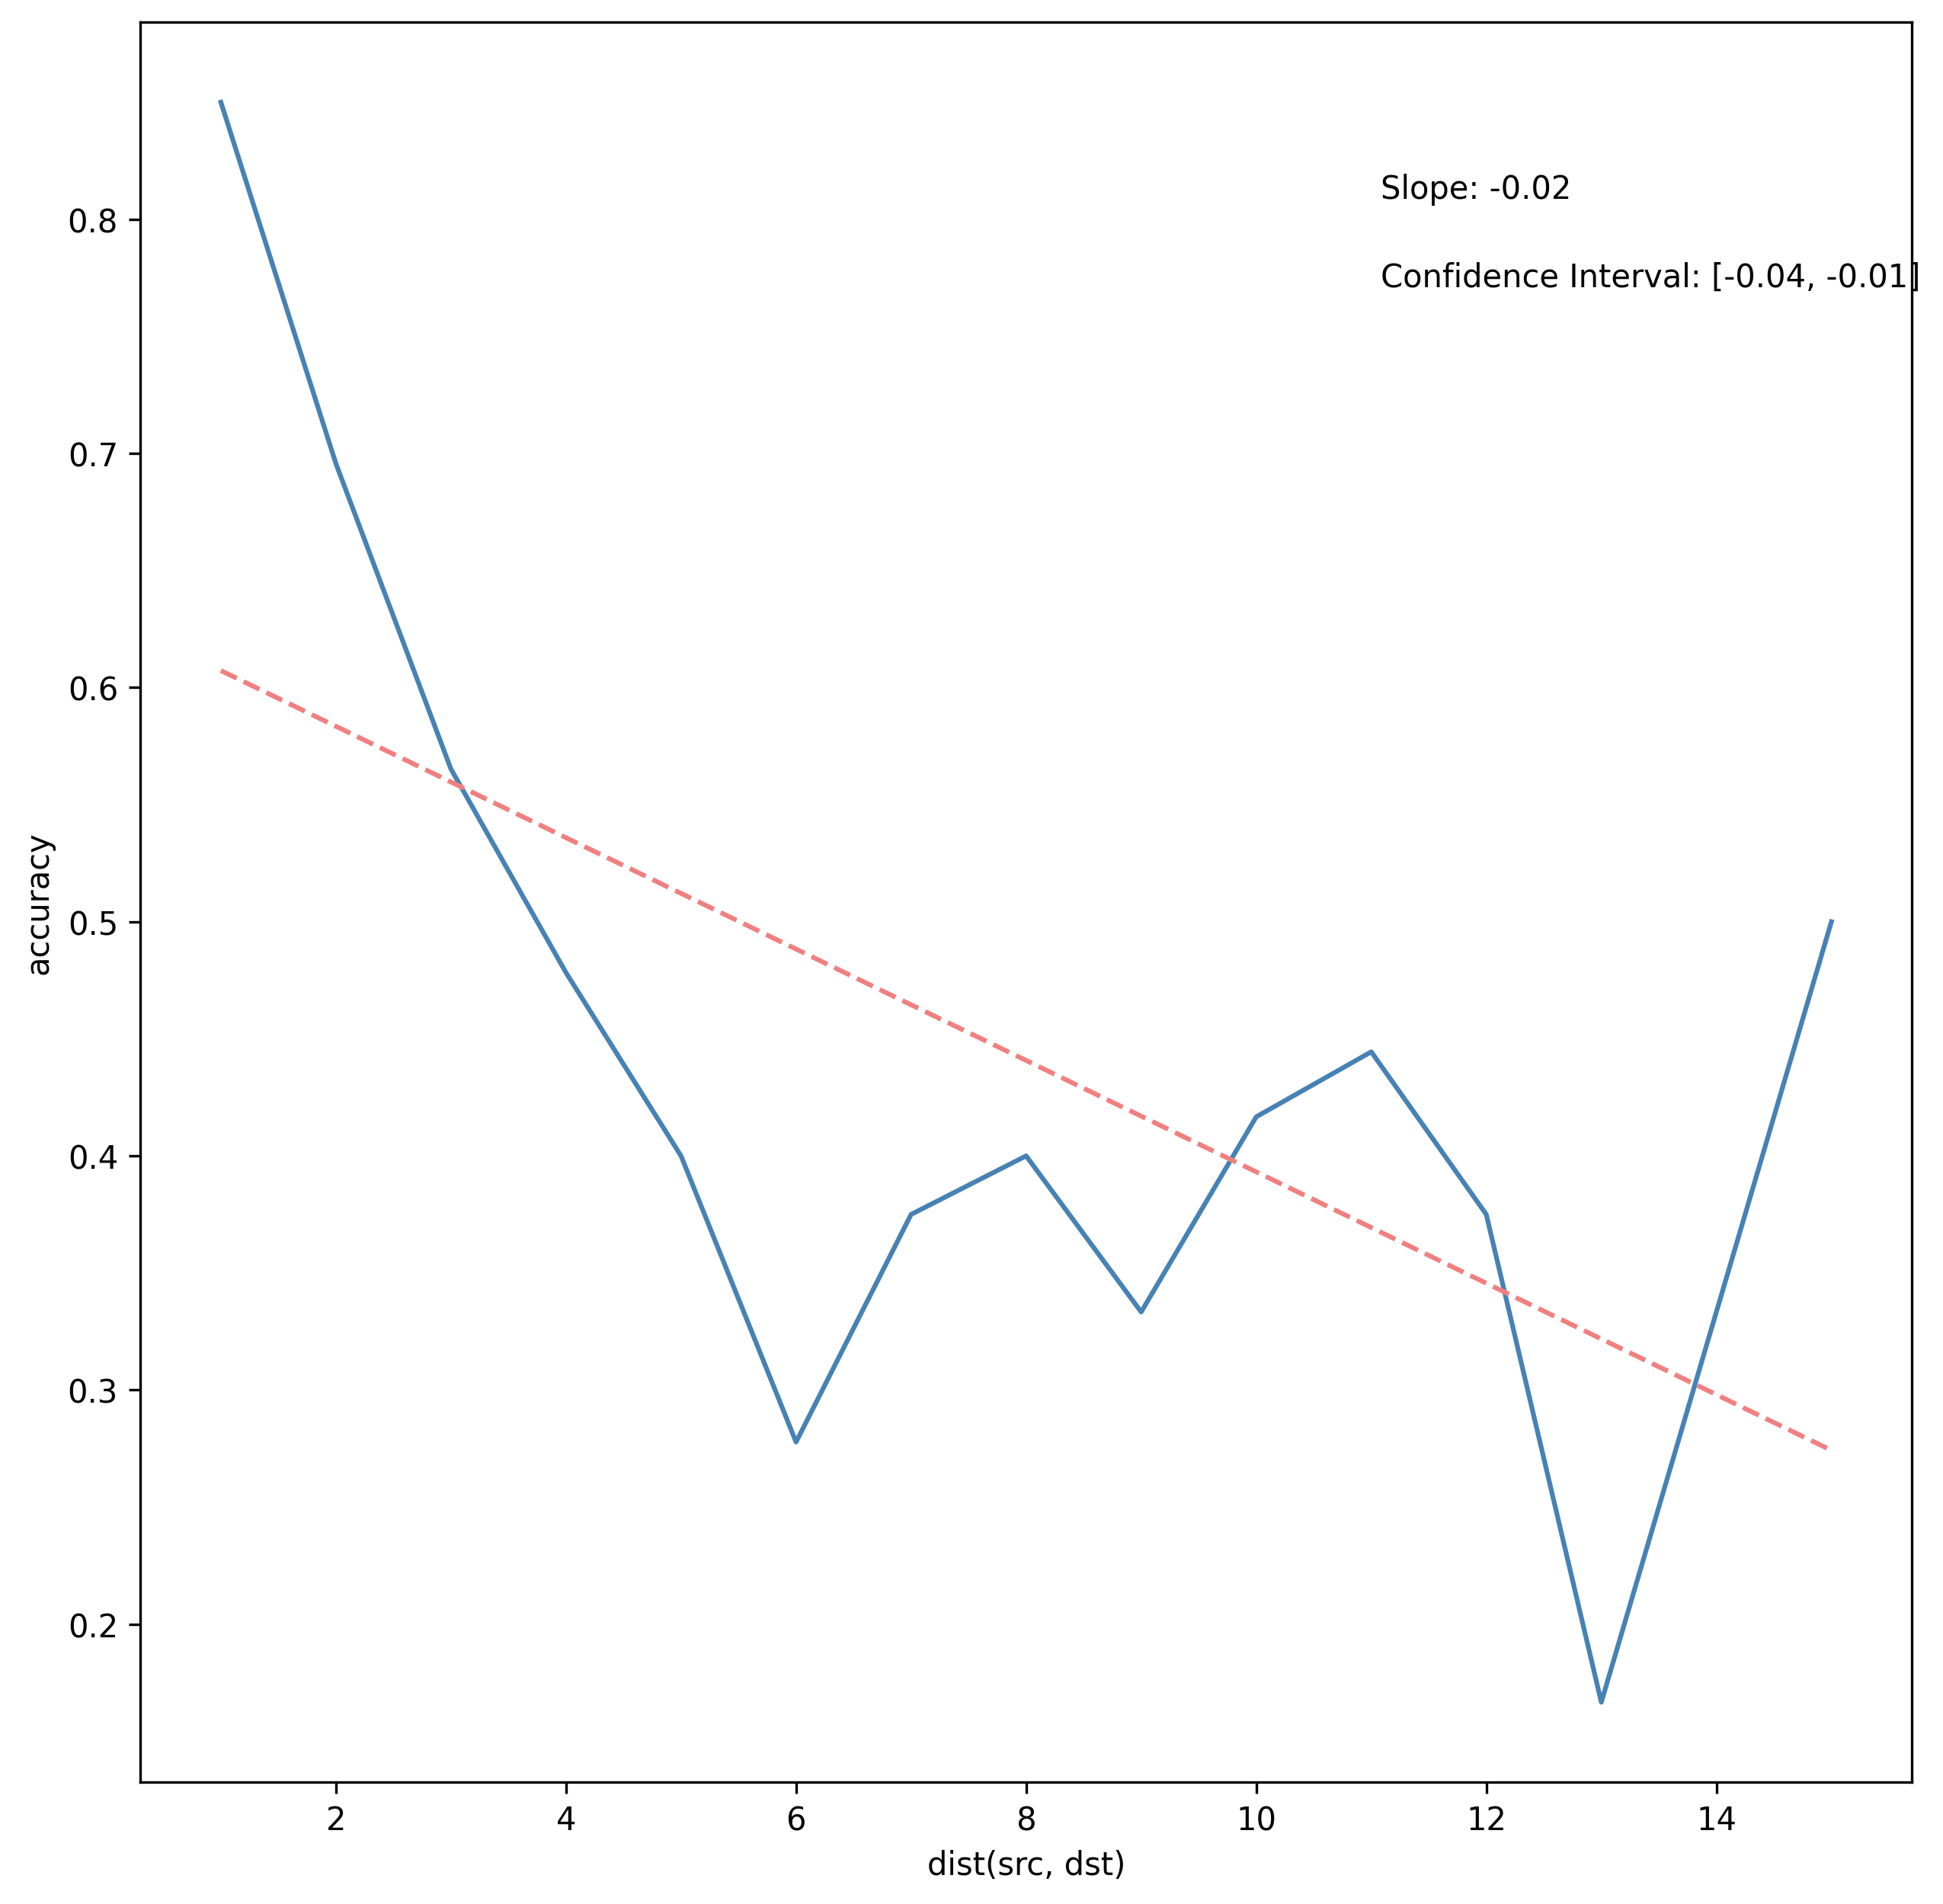 Slope: -0.02
Confidence Interval: [-0.04, -0.01]
0.8
0.7
0.6
0.5
0.4
0.3
0.2
accuracy
2 4 6 8 10 12 14
dist(src, dst)